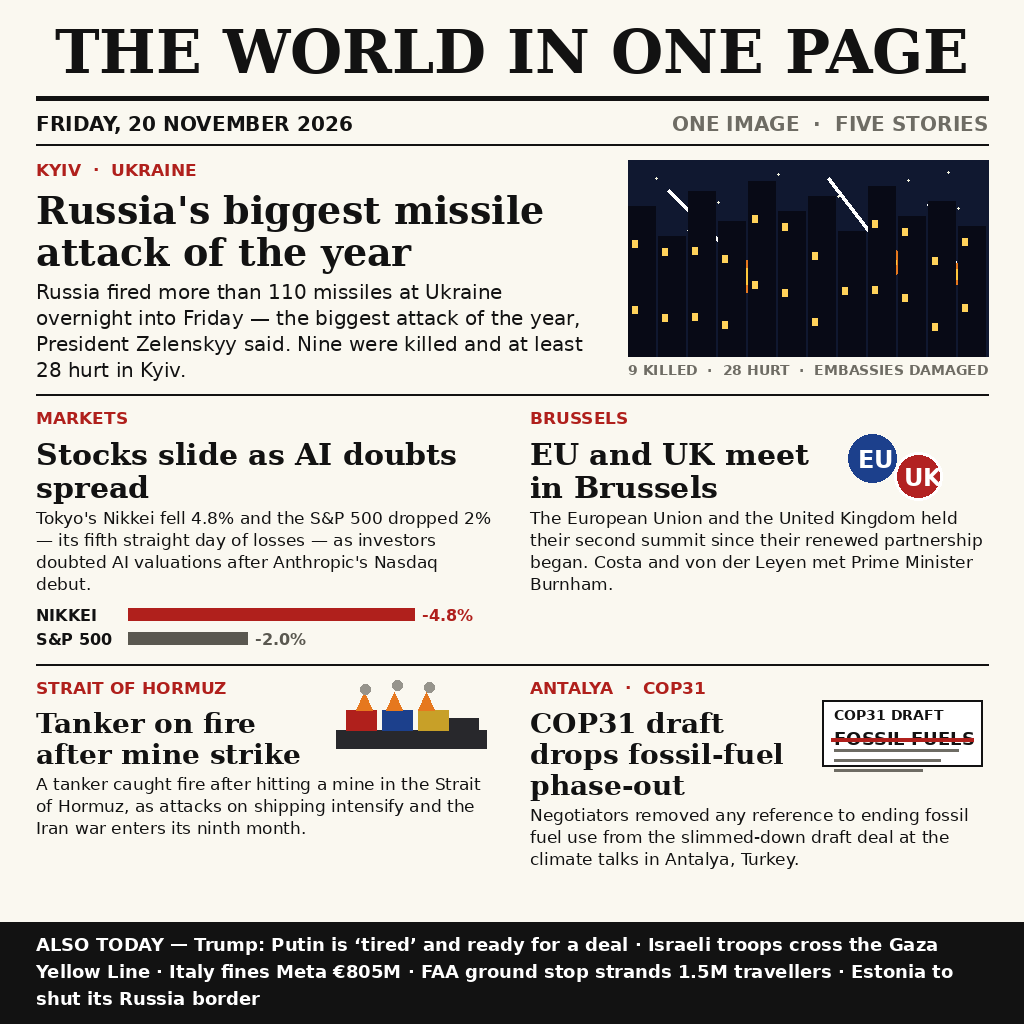 THE WORLD IN ONE PAGE
FRIDAY, 20 NOVEMBER 2026
ONE IMAGE · FIVE STORIES
KYIV · UKRAINE
Russia's biggest missile
attack of the year
Russia fired more than 110 missiles at Ukraine
overnight into Friday — the biggest attack of the year,
President Zelenskyy said. Nine were killed and at least
28 hurt in Kyiv.
9 KILLED · 28 HURT · EMBASSIES DAMAGED
MARKETS
Stocks slide as AI doubts
spread
Tokyo's Nikkei fell 4.8% and the S&P 500 dropped 2%
— its fifth straight day of losses — as investors
doubted AI valuations after Anthropic's Nasdaq
debut.
NIKKEI -4.8%
S&P 500 -2.0%
BRUSSELS
EU and UK meet
in Brussels
EU
UK
The European Union and the United Kingdom held
their second summit since their renewed partnership
began. Costa and von der Leyen met Prime Minister
Burnham.
STRAIT OF HORMUZ
Tanker on fire
after mine strike
A tanker caught fire after hitting a mine in the Strait
of Hormuz, as attacks on shipping intensify and the
Iran war enters its ninth month.
ANTALYA · COP31
COP31 draft
drops fossil-fuel
phase-out
COP31 DRAFT
FOSSIL FUELS
Negotiators removed any reference to ending fossil
fuel use from the slimmed-down draft deal at the
climate talks in Antalya, Turkey.
ALSO TODAY — Trump: Putin is ‘tired’ and ready for a deal · Israeli troops cross the Gaza
Yellow Line · Italy fines Meta €805M · FAA ground stop strands 1.5M travellers · Estonia to
shut its Russia border